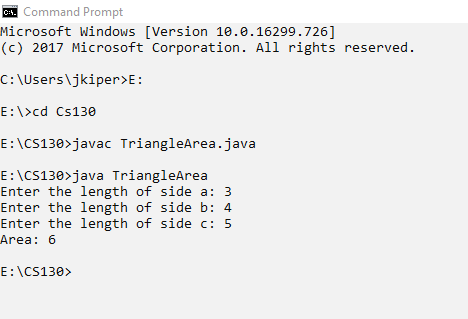 Command Prompt
Microsoft Windows [Version 10.0.16299.726]
(c) 2017 Microsoft Corporation. All rights reserved.
C:\Users\jkiper>E:
E:\>cd Cs130
E:\CS130>javac TriangleArea.java
E:\CS130>java TriangleArea
Enter the length of side a: 3
Enter the length of side b: 4
Enter the length of side c: 5
Area: 6
E:\CS130>